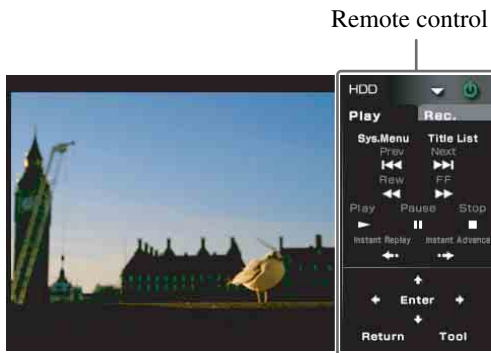 Remote control
HDD
Play Rec.
Sys.Menu Title List
Prev Next
Rew FF
Play Pause Stop
Instant Replay Instant Advance
Enter
Return Tool